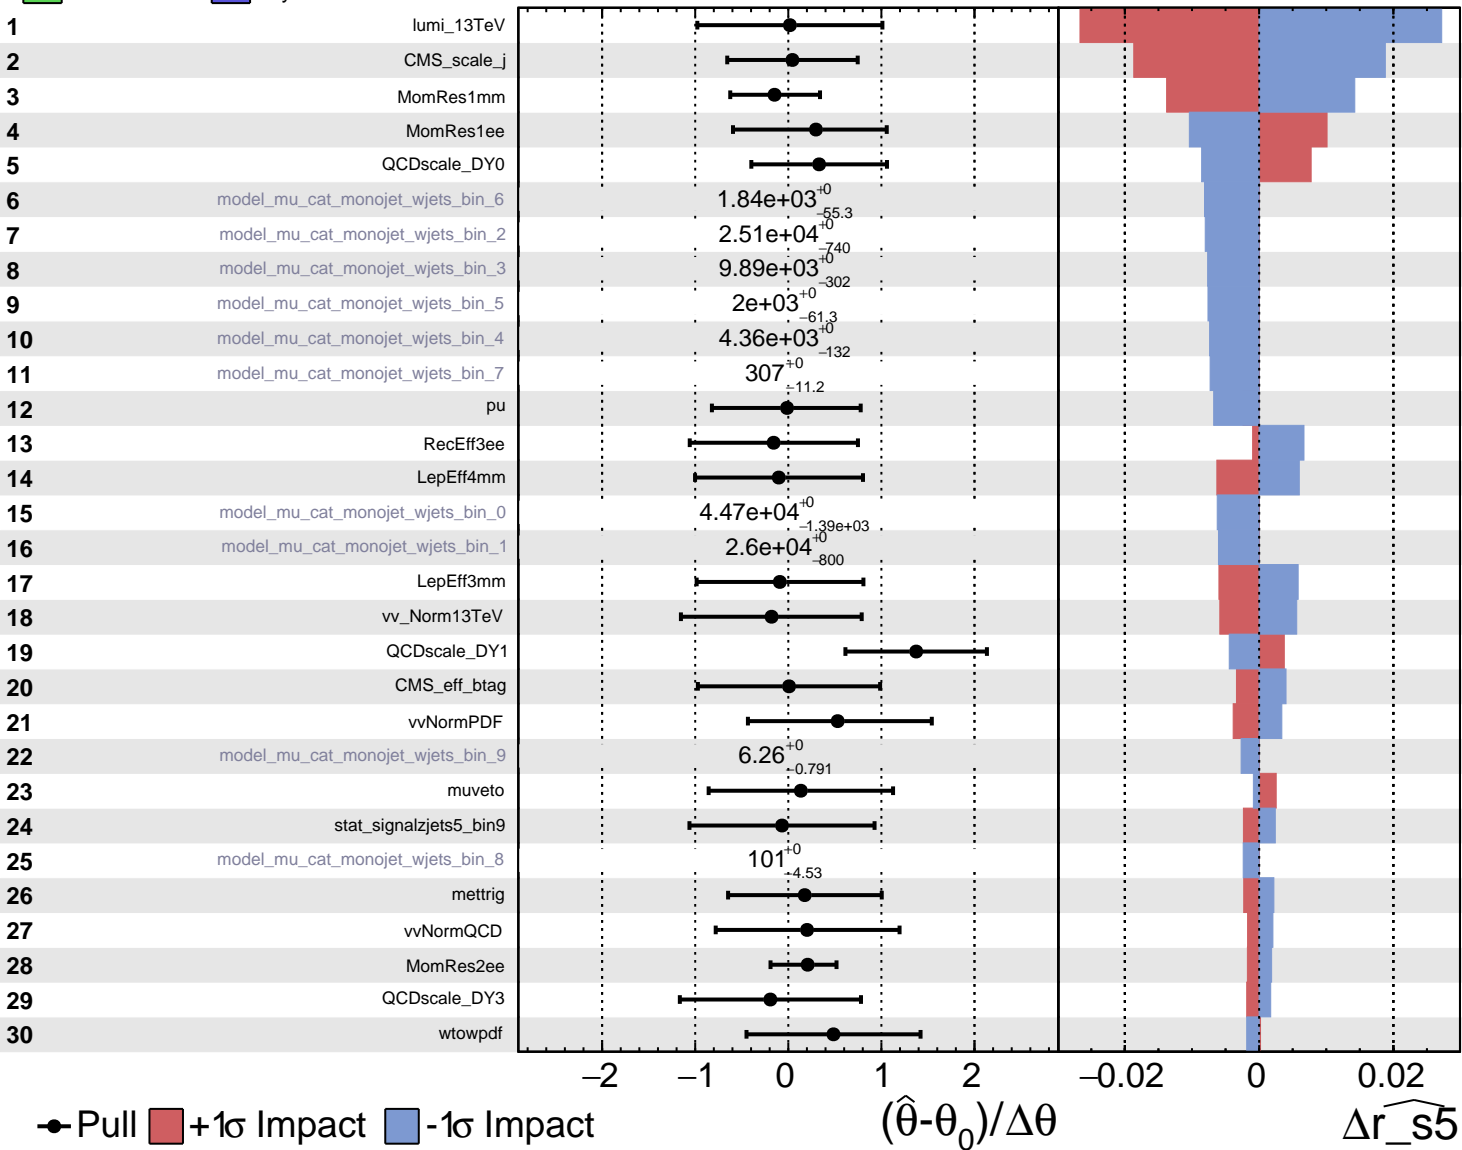 1 lumi_13TeV
2 CMS_scale_j
3 MomRes1mm
4 MomRes1ee
5 QCDscale_DY0
6 model_mu_cat_monojet_wjets_bin_6 1.84e+03 +0 −55.3
7 model_mu_cat_monojet_wjets_bin_2 2.51e+04 +0 −740
8 model_mu_cat_monojet_wjets_bin_3 9.89e+03 +0 −302
9 model_mu_cat_monojet_wjets_bin_5 2e+03 +0 −61.3
10 model_mu_cat_monojet_wjets_bin_4 4.36e+03 +0 −132
11 model_mu_cat_monojet_wjets_bin_7 307 +0 −11.2
12 pu
13 RecEff3ee
14 LepEff4mm
15 model_mu_cat_monojet_wjets_bin_0 4.47e+04 +0 −1.39e+03
16 model_mu_cat_monojet_wjets_bin_1 2.6e+04 +0 −800
17 LepEff3mm
18 vv_Norm13TeV
19 QCDscale_DY1
20 CMS_eff_btag
21 vvNormPDF
22 model_mu_cat_monojet_wjets_bin_9 6.26 +0 −0.791
23 muveto
24 stat_signalzjets5_bin9
25 model_mu_cat_monojet_wjets_bin_8 101 +0 −4.53
26 mettrig
27 vvNormQCD
28 MomRes2ee
29 QCDscale_DY3
30 wtowpdf
−2 −1 0 1 2 −0.02 0 0.02
Pull +1σ Impact -1σ Impact (θ̂-θ₀)/Δθ Δr_s5